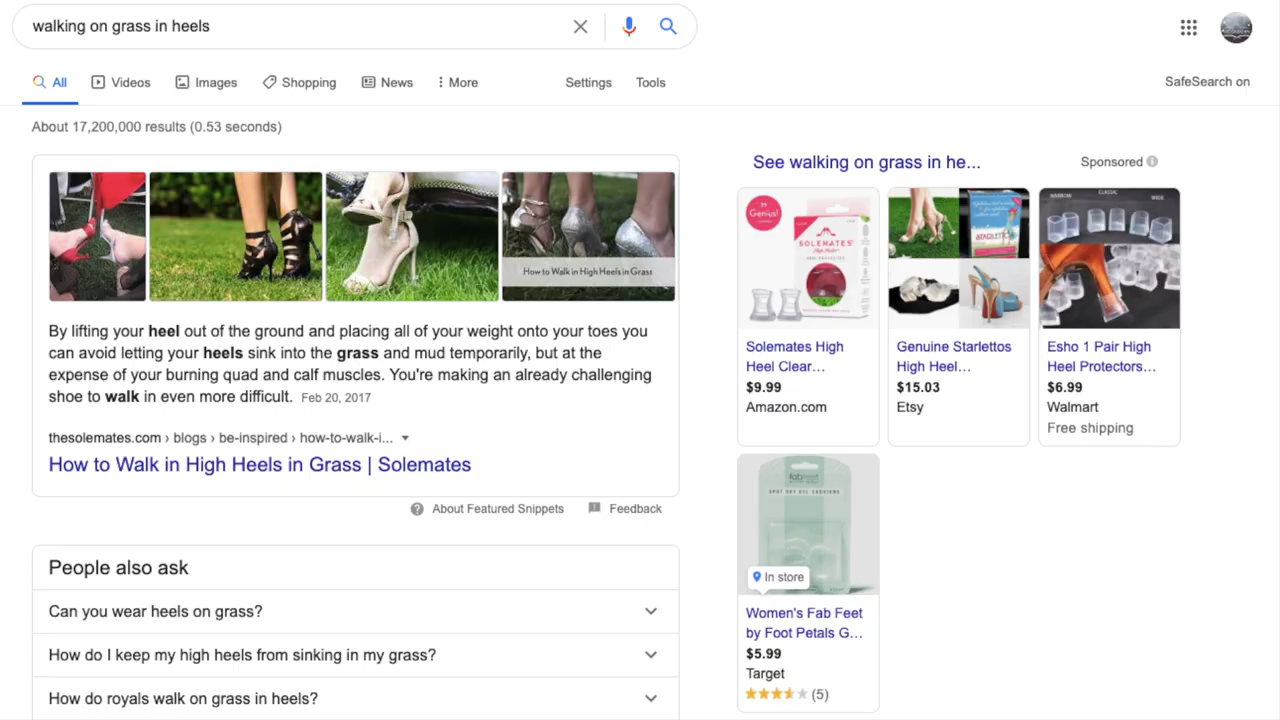 walking on grass in heels
All Videos Images Shopping News More Settings Tools
SafeSearch on
About 17,200,000 results (0.53 seconds)
How to Walk in High Heels in Grass
By lifting your heel out of the ground and placing all of your weight onto your toes you
can avoid letting your heels sink into the grass and mud temporarily, but at the
expense of your burning quad and calf muscles. You're making an already challenging
shoe to walk in even more difficult. Feb 20, 2017
thesolemates.com › blogs › be-inspired › how-to-walk-i...
How to Walk in High Heels in Grass | Solemates
About Featured Snippets Feedback
People also ask
Can you wear heels on grass?
How do I keep my high heels from sinking in my grass?
How do royals walk on grass in heels?
See walking on grass in he...
Sponsored
Genius!
SOLEMATES
Solemates High
Heel Clear…
$9.99
Amazon.com
Genuine Starlettos
High Heel…
$15.03
Etsy
NARROW CLASSIC WIDE
Esho 1 Pair High
Heel Protectors…
$6.99
Walmart
Free shipping
fabfeet
In store
Women's Fab Feet
by Foot Petals G…
$5.99
Target
(5)